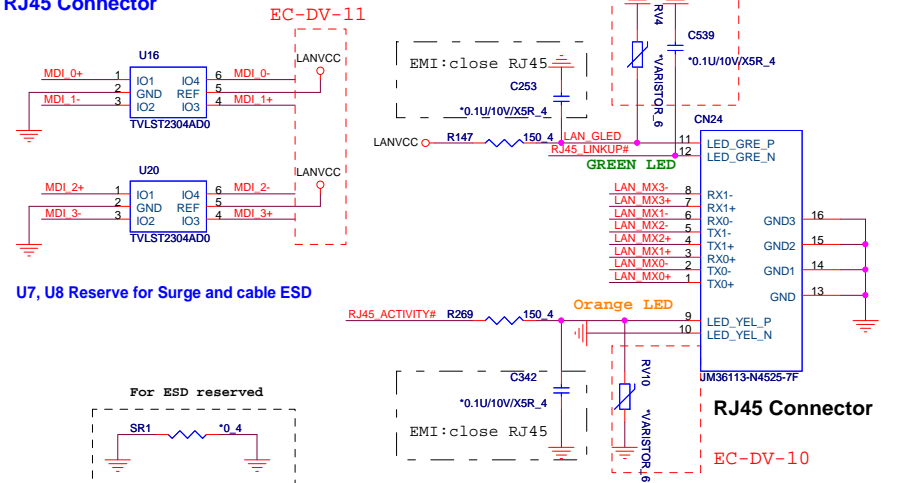 RJ45 Connector
EC-DV-11
U16
LANVCC
MDI_0+ 1 IO1 IO4 6 MDI_0-
2 GND REF 5
MDI_1- 3 IO2 IO3 4 MDI_1+
TVLST2304AD0
U20
LANVCC
MDI_2+ 1 IO1 IO4 6 MDI_2-
2 GND REF 5
MDI_3- 3 IO2 IO3 4 MDI_3+
TVLST2304AD0
U7, U8 Reserve for Surge and cable ESD
For ESD reserved
SR1 *0_4
EMI:close RJ45
C253
*0.1U/10V/X5R_4
RV4
*VARISTOR_6
C539
*0.1U/10V/X5R_4
CN24
LANVCC R147 150_4 LAN_GLED 11 LED_GRE_P
RJ45_LINKUP# 12 LED_GRE_N
GREEN LED
LAN_MX3- 8 RX1-
LAN_MX3+ 7 RX1+
LAN_MX1- 6 RX0-
LAN_MX2- 5 TX1-
LAN_MX2+ 4 TX1+
LAN_MX1+ 3 RX0+
LAN_MX0- 2 TX0-
LAN_MX0+ 1 TX0+
GND3 16
GND2 15
GND1 14
GND 13
Orange LED
RJ45_ACTIVITY# R269 150_4 9 LED_YEL_P
10 LED_YEL_N
C342
*0.1U/10V/X5R_4
EMI:close RJ45
RV10
*VARISTOR_6
UM36113-N4525-7F
RJ45 Connector
EC-DV-10